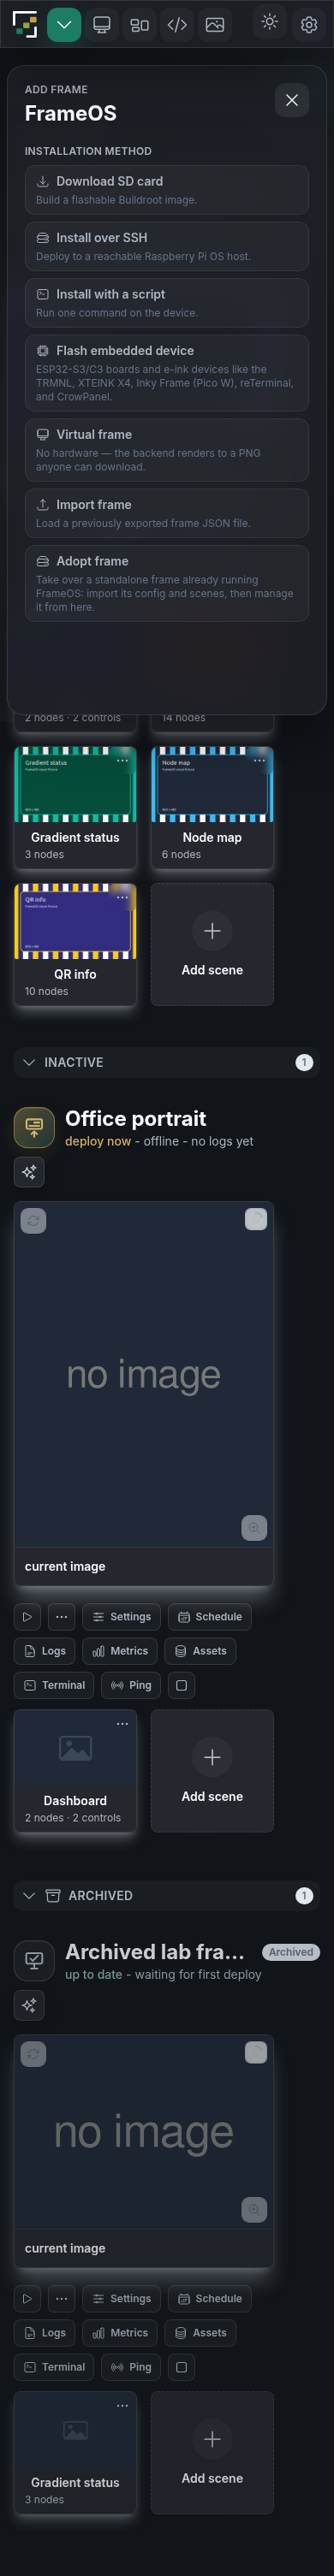 ADD FRAME
FrameOS
INSTALLATION METHOD
Download SD card
Build a flashable Buildroot image.
Install over SSH
Deploy to a reachable Raspberry Pi OS host.
Install with a script
Run one command on the device.
Flash embedded device
ESP32-S3/C3 boards and e-ink devices like the
TRMNL, XTEINK X4, Inky Frame (Pico W), reTerminal,
and CrowPanel.
Virtual frame
No hardware — the backend renders to a PNG
anyone can download.
Import frame
Load a previously exported frame JSON file.
Adopt frame
Take over a standalone frame already running
FrameOS: import its config and scenes, then manage
it from here.
2 nodes · 2 controls
14 nodes
Gradient status
Node map
Gradient status
3 nodes
Node map
6 nodes
QR info
QR info
10 nodes
Add scene
INACTIVE
1
Office portrait
deploy now - offline - no logs yet
no image
current image
Settings
Schedule
Logs
Metrics
Assets
Terminal
Ping
Dashboard
2 nodes · 2 controls
Add scene
ARCHIVED
1
Archived lab fra...
Archived
up to date - waiting for first deploy
no image
current image
Settings
Schedule
Logs
Metrics
Assets
Terminal
Ping
Gradient status
3 nodes
Add scene